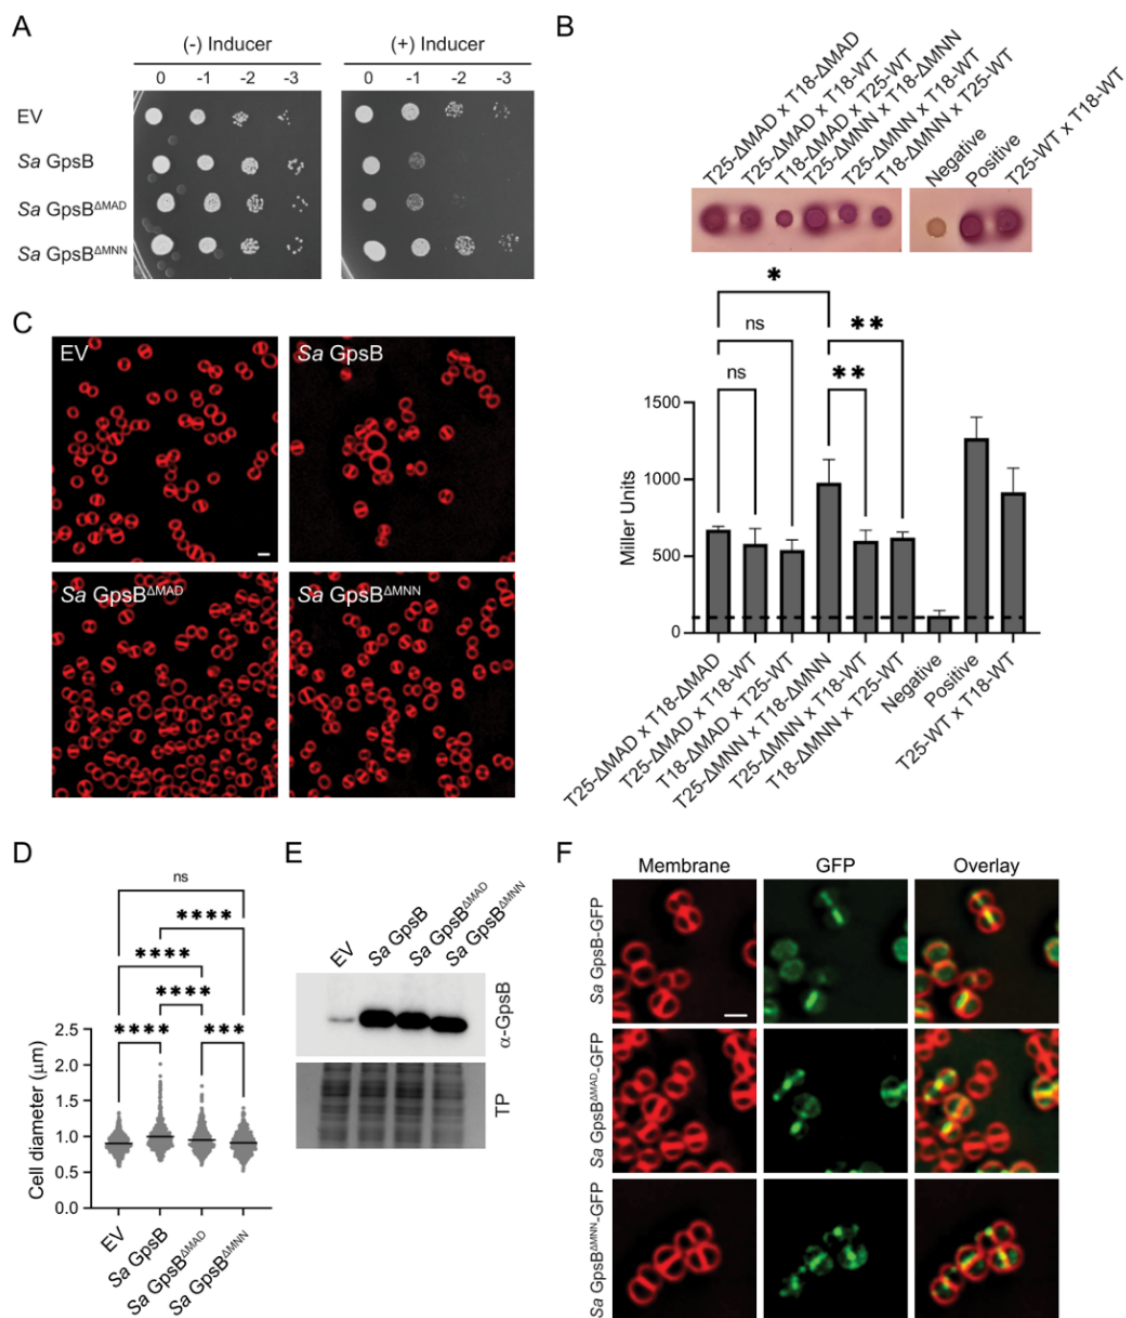 A
(-) Inducer
(+) Inducer
0 -1 -2 -3
0 -1 -2 -3
EV
Sa GpsB
Sa GpsBΔMAD
Sa GpsBΔMNN
B
T25-ΔMAD x T18-ΔMAD
T25-ΔMAD x T18-WT
T18-ΔMAD x T25-WT
T25-ΔMNN x T18-ΔMNN
T25-ΔMNN x T18-WT
T18-ΔMNN x T25-WT
Negative
Positive
T25-WT x T18-WT
*
ns
**
ns
**
Miller Units
1500
1000
500
0
T25-ΔMAD x T18-ΔMAD
T25-ΔMAD x T18-WT
T18-ΔMAD x T25-WT
T25-ΔMNN x T18-ΔMNN
T25-ΔMNN x T18-WT
T18-ΔMNN x T25-WT
Negative
Positive
T25-WT x T18-WT
C
EV
Sa GpsB
Sa GpsBΔMAD
Sa GpsBΔMNN
D
ns
****
****
****
**** ***
Cell diameter (μm)
2.5
2.0
1.5
1.0
0.5
0.0
EV
Sa GpsB
Sa GpsBΔMAD
Sa GpsBΔMNN
E
EV
Sa GpsB
Sa GpsBΔMAD
Sa GpsBΔMNN
α-GpsB
TP
F
Membrane GFP Overlay
Sa GpsB-GFP
Sa GpsBΔMAD-GFP
Sa GpsBΔMNN-GFP